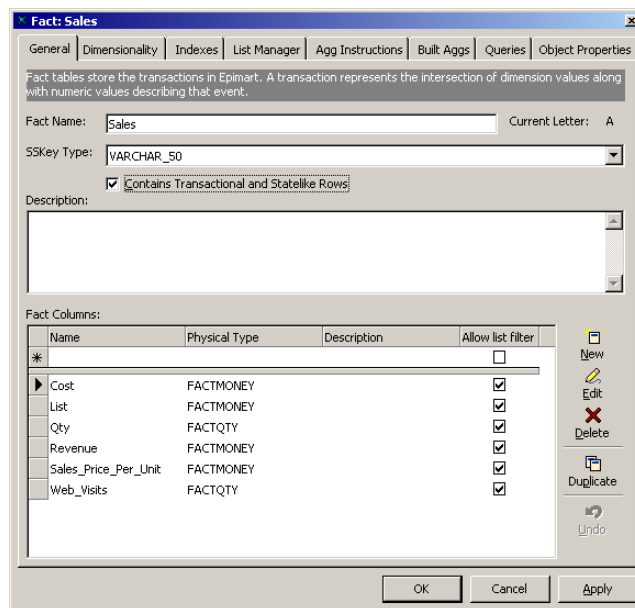 Fact: Sales
General Dimensionality Indexes List Manager Agg Instructions Built Aggs Queries Object Properties
Fact tables store the transactions in Epimart. A transaction represents the intersection of dimension values along
with numeric values describing that event.
Fact Name: Sales Current Letter: A
SSKey Type: VARCHAR_50
Contains Transactional and Statelike Rows
Description:
Fact Columns:
Name Physical Type Description Allow list filter
New
Cost FACTMONEY
Edit
List FACTMONEY
Qty FACTQTY
Delete
Revenue FACTMONEY
Sales_Price_Per_Unit FACTMONEY
Duplicate
Web_Visits FACTQTY
Undo
OK Cancel Apply